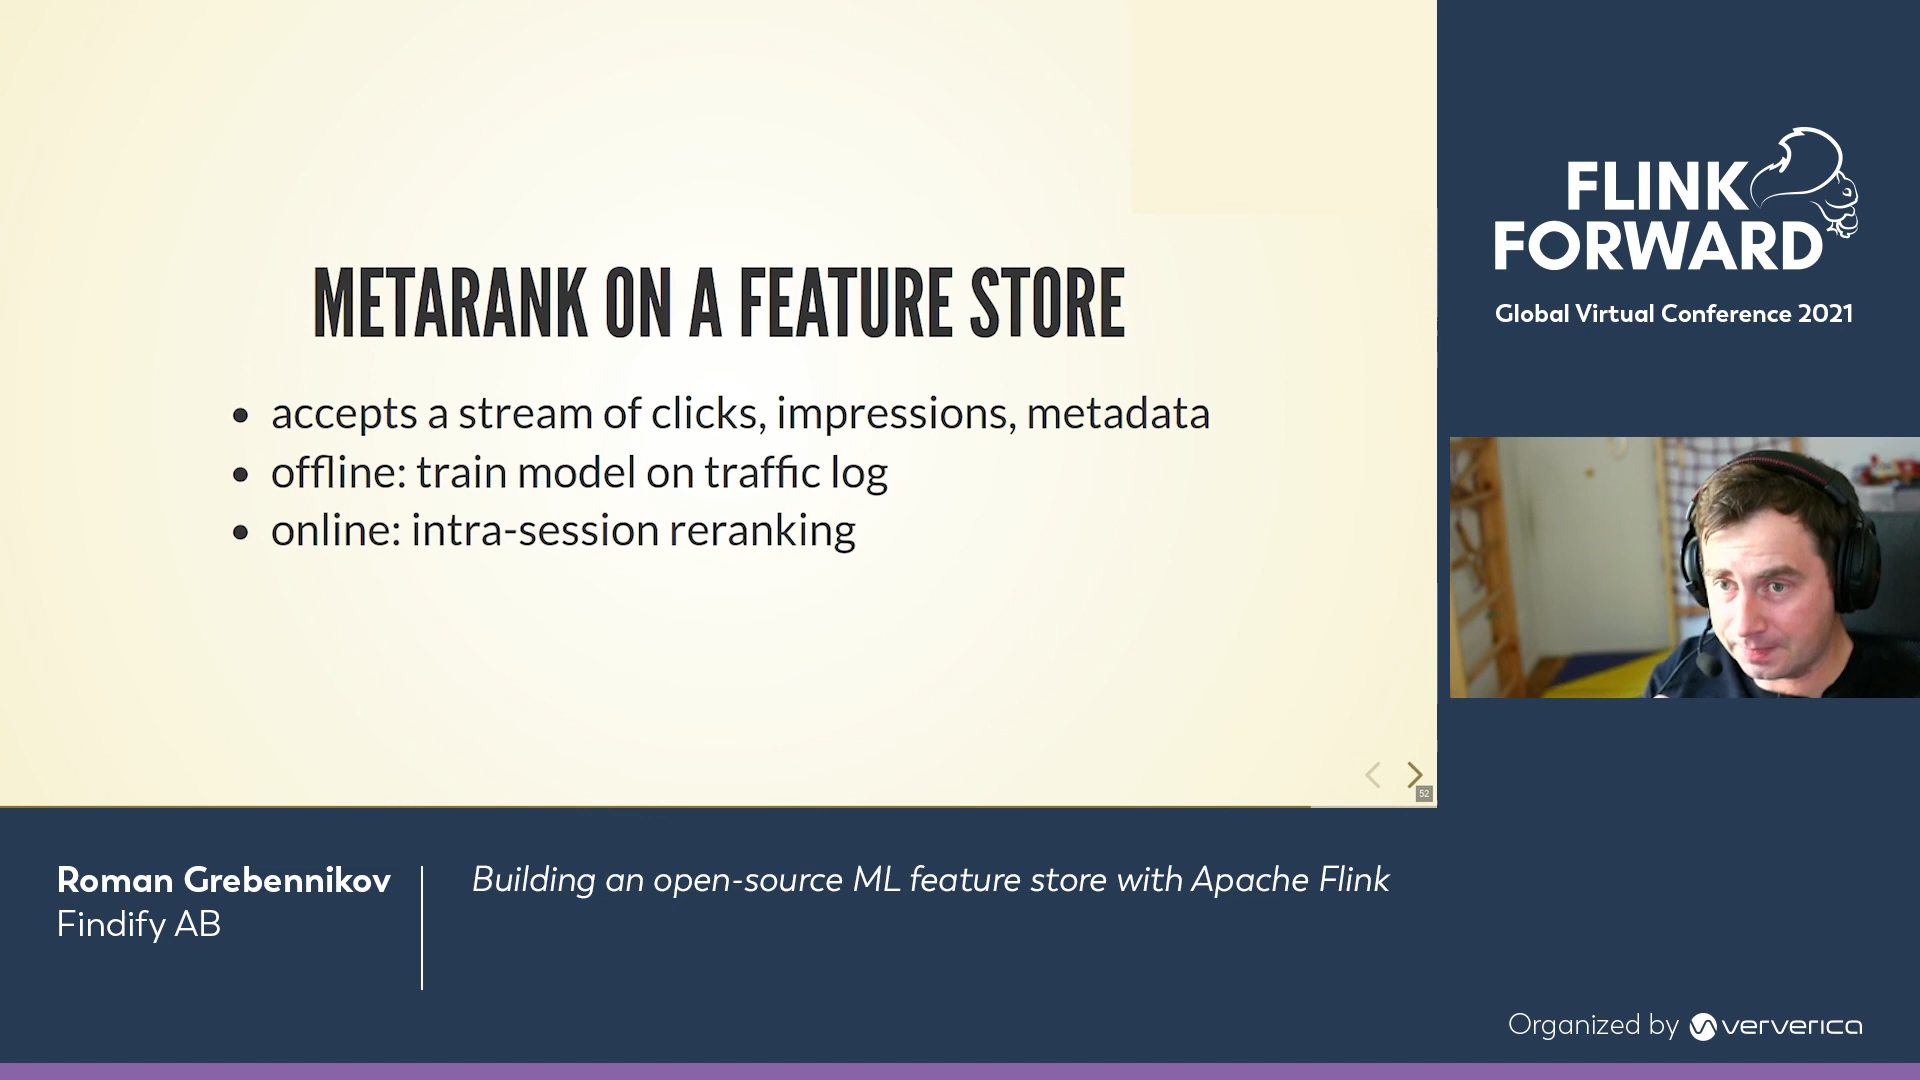 METARANK ON A FEATURE STORE
accepts a stream of clicks, impressions, metadata
offline: train model on traffic log
online: intra-session reranking
52
FLINK
FORWARD
Global Virtual Conference 2021
Roman Grebennikov
Findify AB
Building an open-source ML feature store with Apache Flink
Organized by ververica